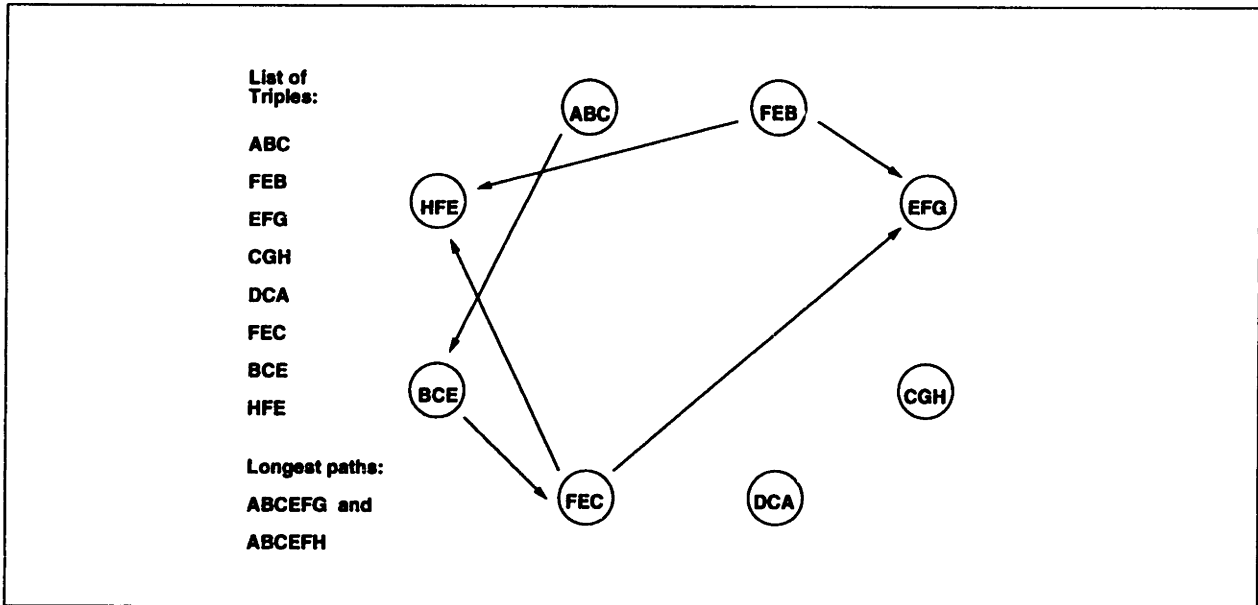 List of
Triples:
ABC
FEB
EFG
CGH
DCA
FEC
BCE
HFE
Longest paths:
ABCEFG and
ABCEFH
ABC
FEB
HFE
EFG
BCE
CGH
FEC
DCA